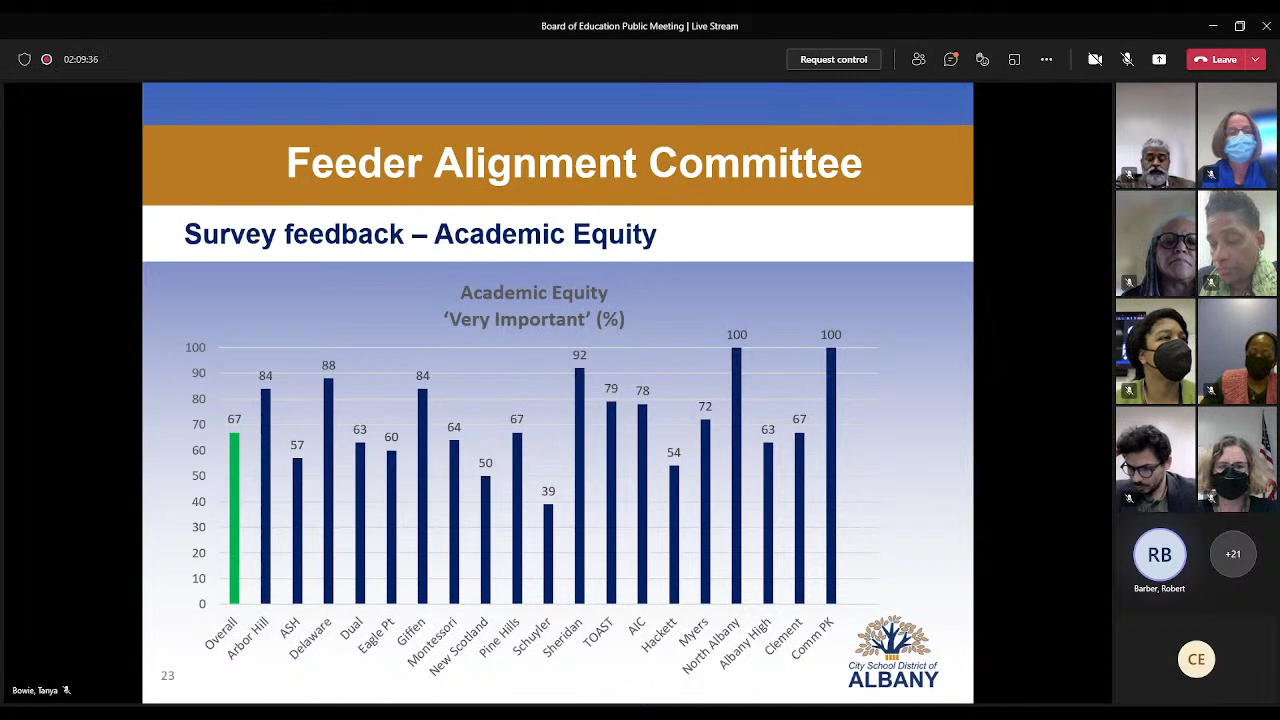 Board of Education Public Meeting | Live Stream
02:09:36
Request control
Leave
Feeder Alignment Committee
Survey feedback – Academic Equity
Academic Equity
‘Very Important’ (%)
100
90
80
70
60
50
40
30
20
10
0
67
84
57
88
63
60
84
64
50
67
39
92
79
78
54
72
100
63
67
100
Overall
Arbor Hill
ASH
Delaware
Dual
Eagle Pt
Giffen
Montessori
New Scotland
Pine Hills
Schuyler
Sheridan
TOAST
AIC
Hackett
Myers
North Albany
Albany High
Clement
Comm PK
23
City School District of
ALBANY
RB
Barber, Robert
+21
CE
Bowie, Tanya